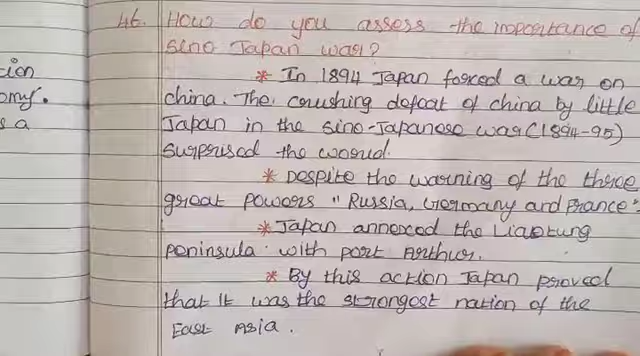 tion
omy.
s a
46. How do you assess the importance of
sino Japan war?
* In 1894 Japan forced a war on
china. The crushing defeat of china by little
Japan in the sino-Japanese war (1894-95)
surprised the world.
* Despite the warning of the three
great powers "Russia, Germany and France"
* Japan annexed the Liaotung
peninsula with port Arthur.
* By this action Japan proved
that It was the strongest nation of the
East Asia.